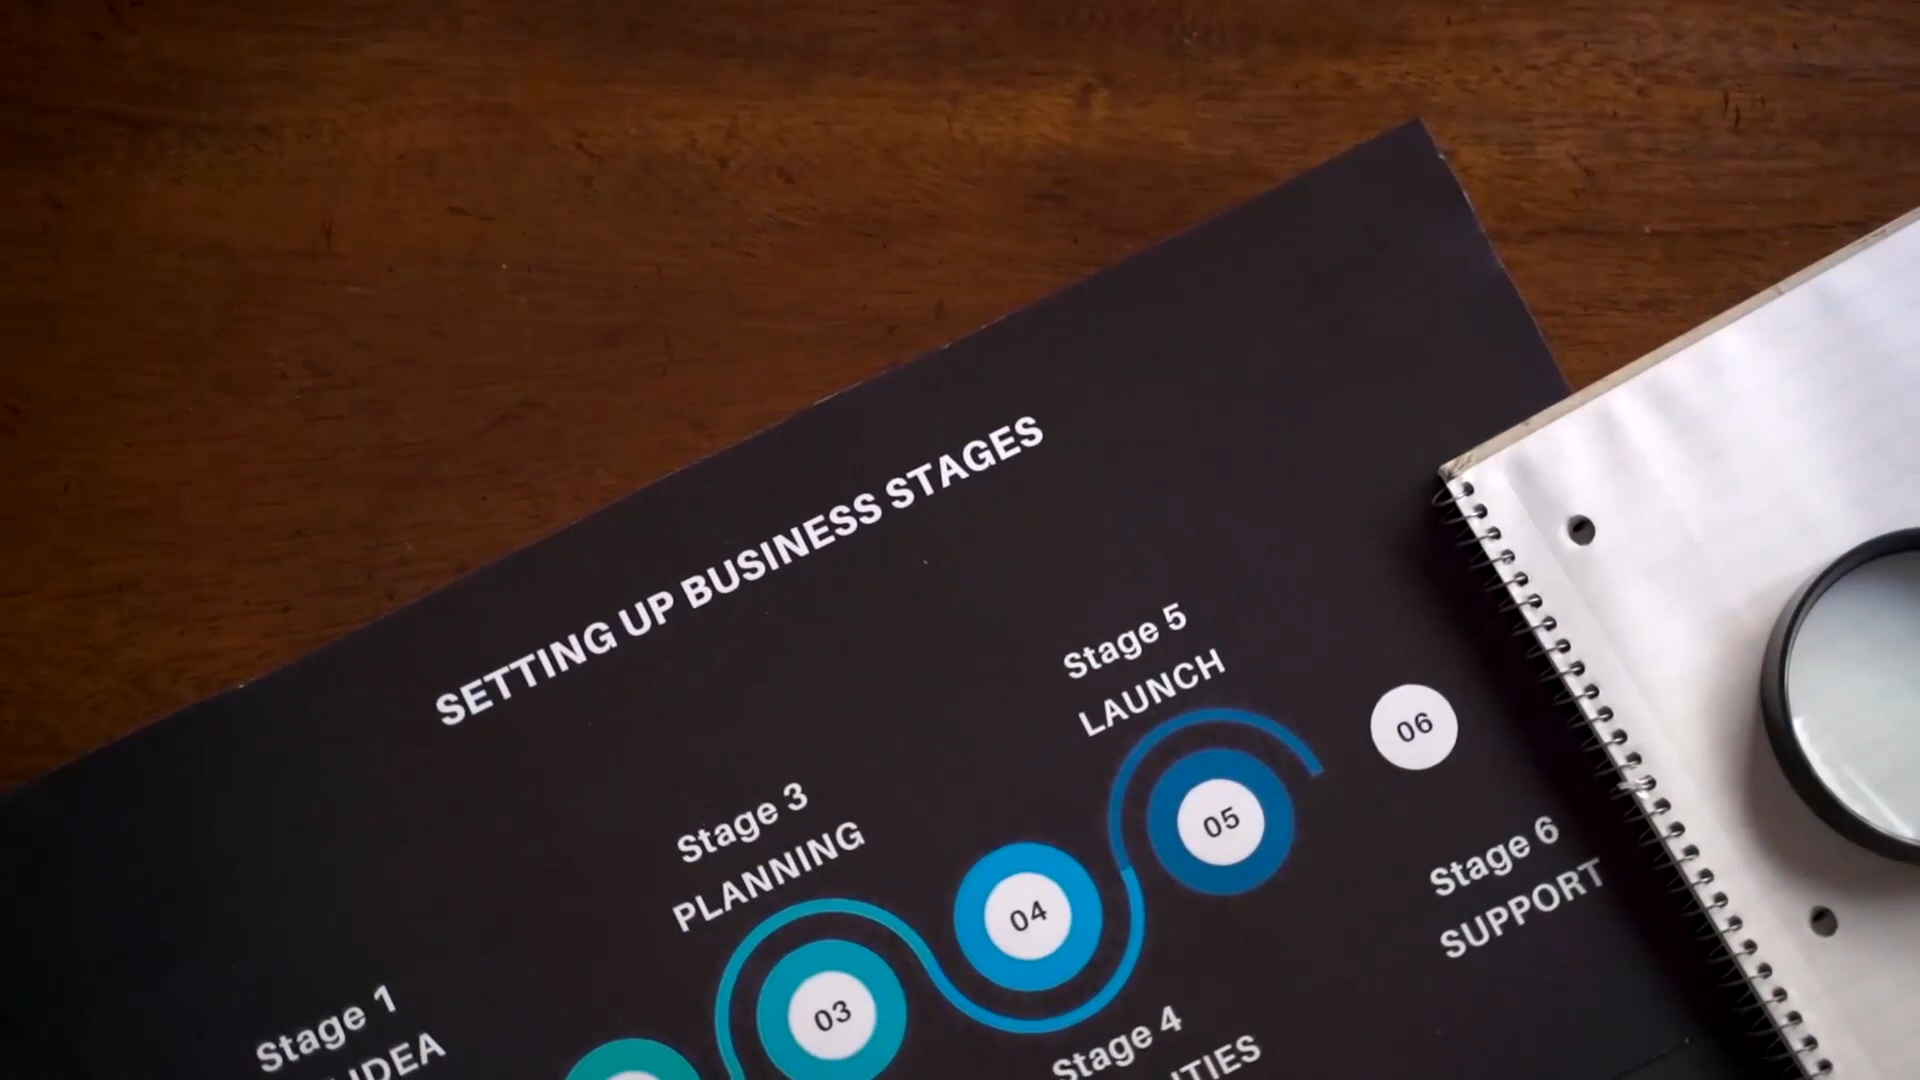 SETTING UP BUSINESS STAGES
Stage 1
IDEA
Stage 3
PLANNING
03
04
Stage 4
Stage 5
LAUNCH
05
06
Stage 6
SUPPORT